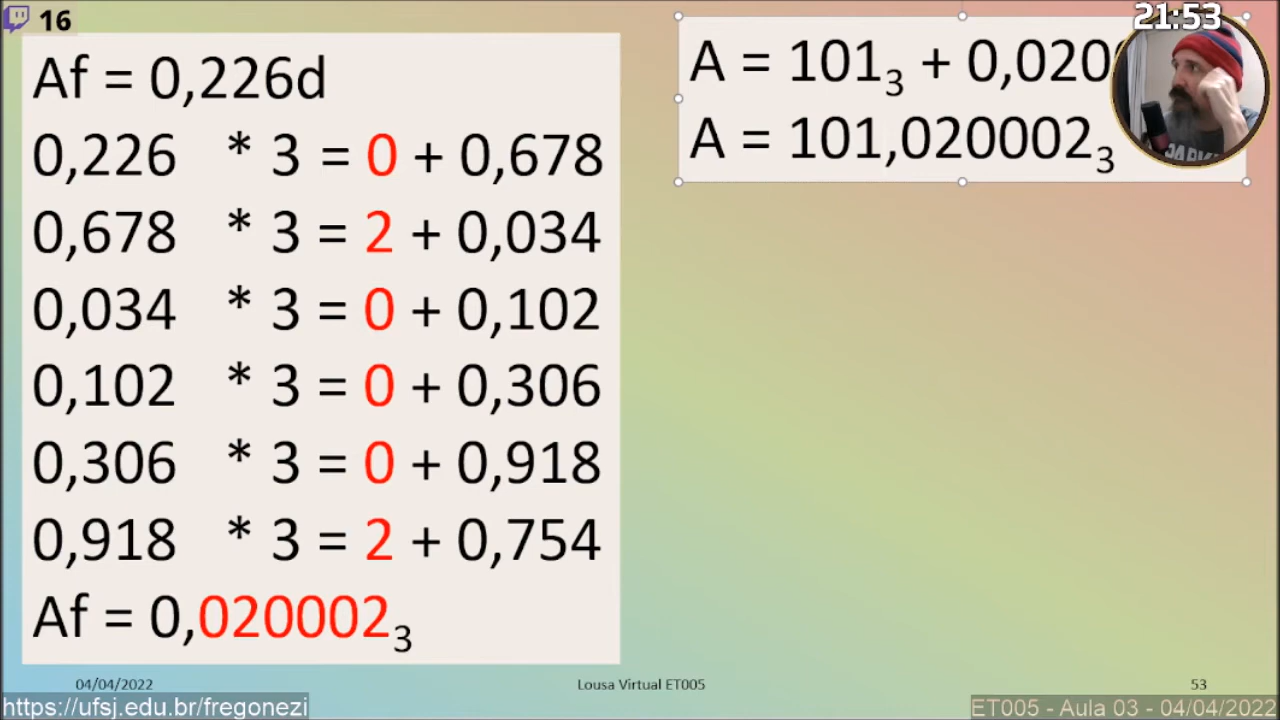 16
Af = 0,226d
0,226 * 3 = 0 + 0,678
0,678 * 3 = 2 + 0,034
0,034 * 3 = 0 + 0,102
0,102 * 3 = 0 + 0,306
0,306 * 3 = 0 + 0,918
0,918 * 3 = 2 + 0,754
Af = 0,020002₃
A = 101₃ + 0,020
A = 101,020002₃
21:53
04/04/2022
Lousa Virtual ET005
53
https://ufsj.edu.br/fregonezi
ET005 - Aula 03 - 04/04/2022